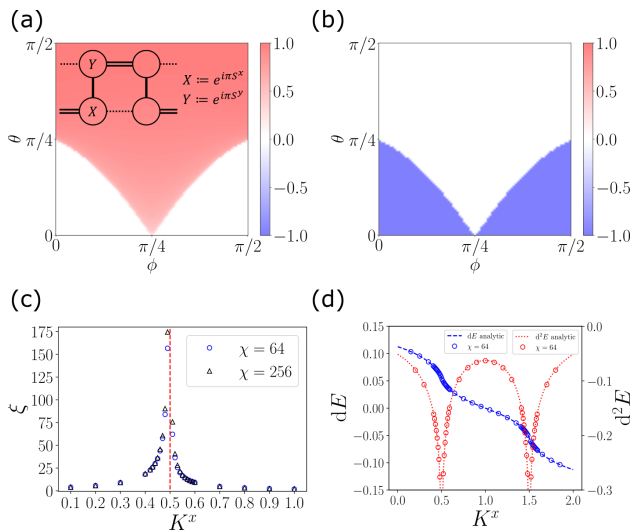 (a)
π/2
π/4
0
θ
0
π/4
π/2
ϕ
Y
X
X ≔ e^{iπS^x}
Y ≔ e^{iπS^y}
1.0
0.5
0.0
−0.5
−1.0
(b)
π/2
π/4
0
θ
0
π/4
π/2
ϕ
1.0
0.5
0.0
−0.5
−1.0
(c)
175
150
125
100
75
50
25
0
ξ
χ = 64
χ = 256
0.1 0.2 0.3 0.4 0.5 0.6 0.7 0.8 0.9 1.0
K^x
(d)
0.15
0.10
0.05
0.00
−0.05
−0.10
−0.15
dE
dE analytic
χ = 64
d²E analytic
χ = 64
0.0
−0.1
−0.2
−0.3
d²E
0.0 0.5 1.0 1.5 2.0
K^x